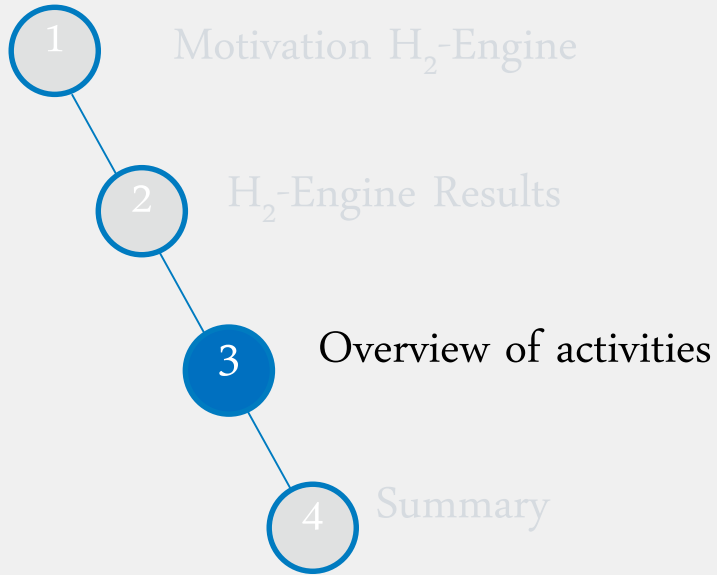 1 Motivation H₂-Engine
2 H₂-Engine Results
3 Overview of activities
4 Summary